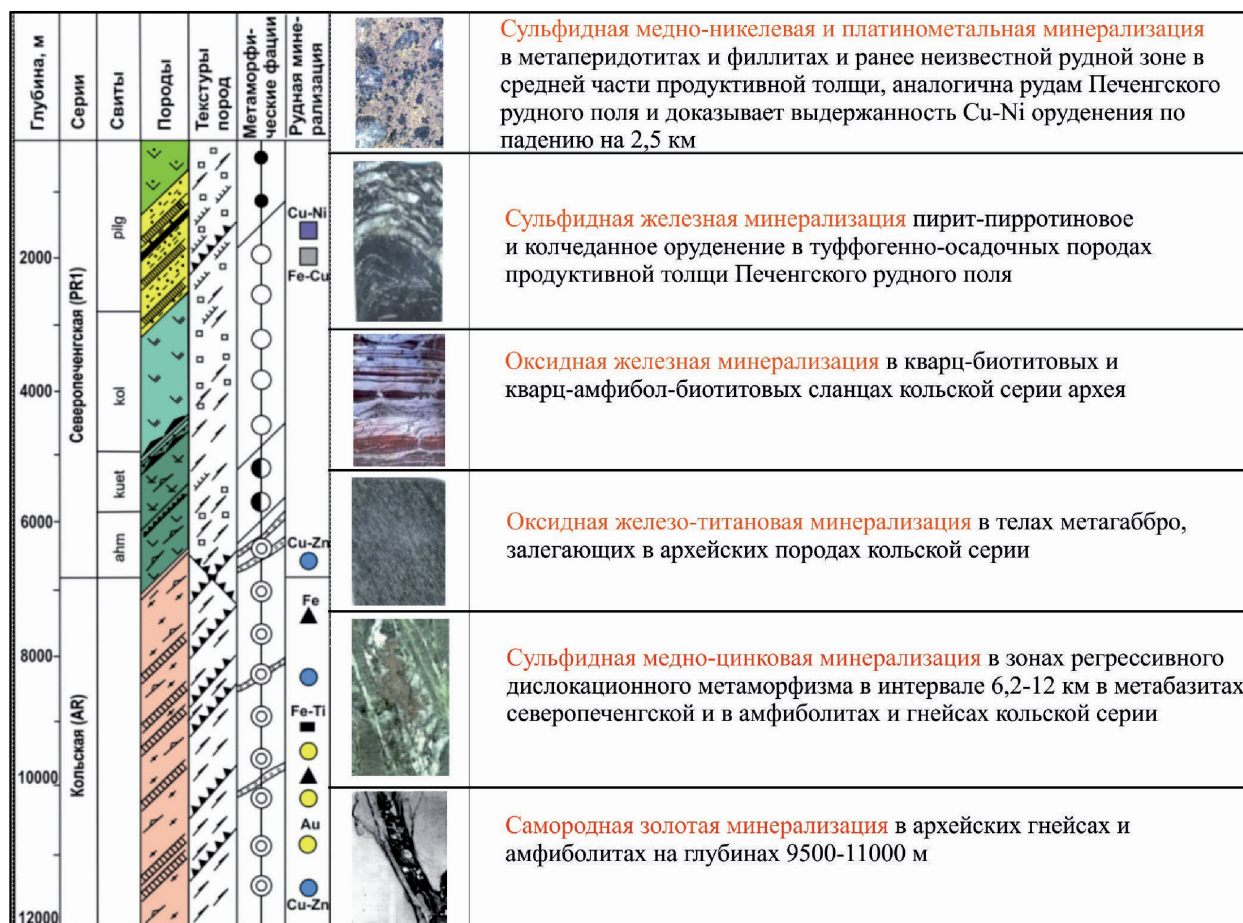 Глубина, м
Серии
Свиты
Породы
Текстуры
пород
Метаморфи-
ческие фации
Рудная мине-
рализация
2000
4000
6000
8000
10000
12000
Северопеченгская (PR1)
Кольская (AR)
pilg
kol
kuet
ahm
Cu-Ni
Fe-Cu
Cu-Zn
Fe
Fe-Ti
Au
Cu-Zn
Сульфидная медно-никелевая и платинометальная минерализация
в метаперидотитах и филлитах и ранее неизвестной рудной зоне в
средней части продуктивной толщи, аналогична рудам Печенгского
рудного поля и доказывает выдержанность Cu-Ni оруденения по
падению на 2,5 км
Сульфидная железная минерализация пирит-пирротиновое
и колчеданное оруденение в туффогенно-осадочных породах
продуктивной толщи Печенгского рудного поля
Оксидная железная минерализация в кварц-биотитовых и
кварц-амфибол-биотитовых сланцах кольской серии архея
Оксидная железо-титановая минерализация в телах метагаббро,
залегающих в архейских породах кольской серии
Сульфидная медно-цинковая минерализация в зонах регрессивного
дислокационного метаморфизма в интервале 6,2-12 км в метабазитах
северопеченгской и в амфиболитах и гнейсах кольской серии
Самородная золотая минерализация в архейских гнейсах и
амфиболитах на глубинах 9500-11000 м